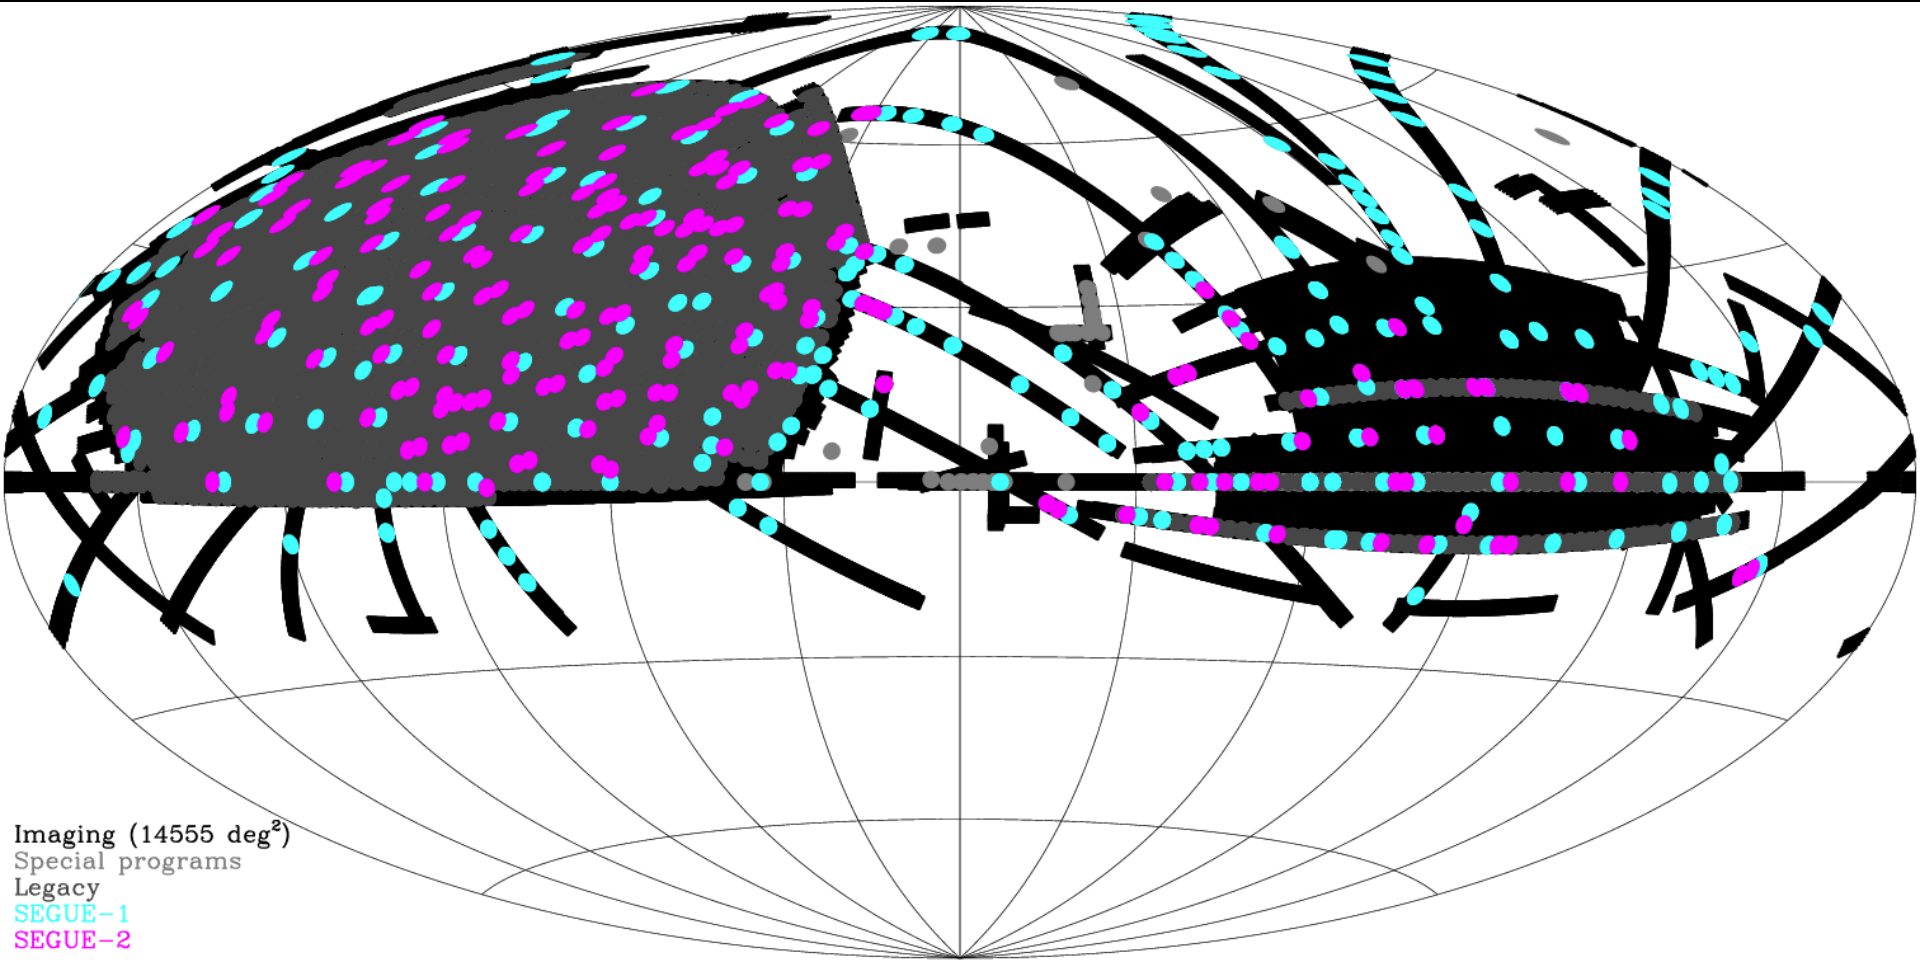 Imaging (14555 deg²)
Special programs
Legacy
SEGUE-1
SEGUE-2